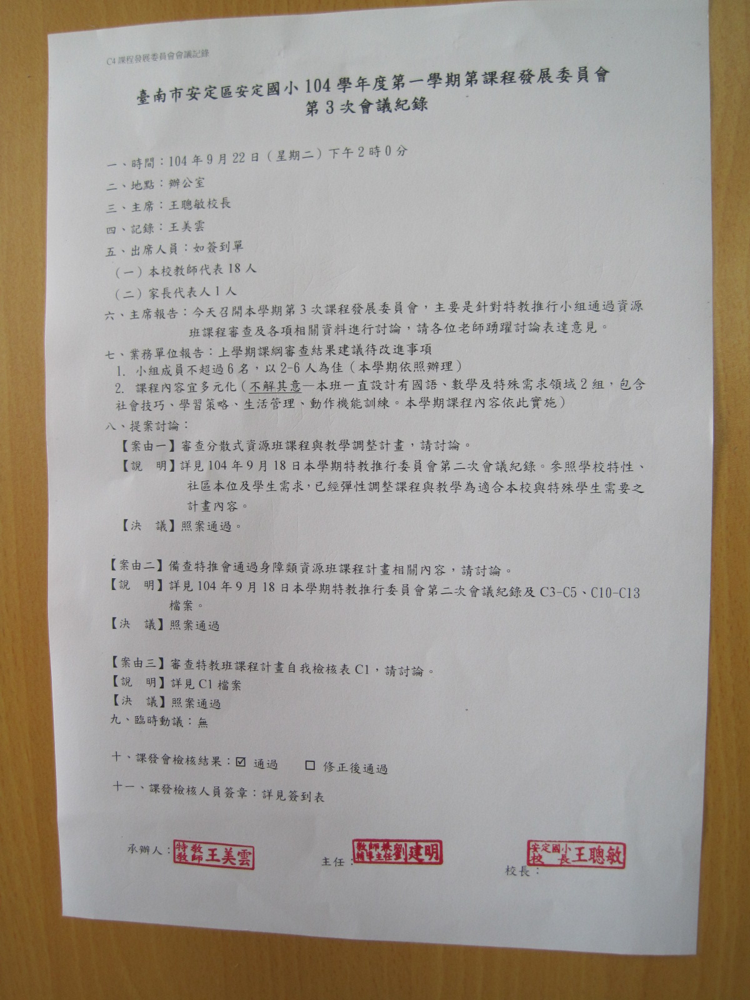 C4 課程發展委員會會議記錄
臺南市安定區安定國小 104 學年度第一學期第課程發展委員會
第 3 次會議紀錄
一、時間：104 年 9 月 22 日（星期二）下午 2 時 0 分
二、地點：辦公室
三、主席：王聰敏校長
四、記錄：王美雲
五、出席人員：如簽到單
（一）本校教師代表 18 人
（二）家長代表人 1 人
六、主席報告：今天召開本學期第 3 次課程發展委員會，主要是針對特教推行小組通過資源
班課程審查及各項相關資料進行討論，請各位老師踴躍討論表達意見。
七、業務單位報告：上學期課綱審查結果建議待改進事項
1. 小組成員不超過 6 名，以 2-6 人為佳（本學期依照辦理）
2. 課程內容宜多元化（不解其意—本班一直設計有國語、數學及特殊需求領域 2 組，包含
社會技巧、學習策略、生活管理、動作機能訓練。本學期課程內容依此實施）
八、提案討論：
【案由一】審查分散式資源班課程與教學調整計畫，請討論。
【說　明】詳見 104 年 9 月 18 日本學期特教推行委員會第二次會議紀錄。參照學校特性、
社區本位及學生需求，已經彈性調整課程與教學為適合本校與特殊學生需要之
計畫內容。
【決　議】照案通過。
【案由二】備查特推會通過身障類資源班課程計畫相關內容，請討論。
【說　明】詳見 104 年 9 月 18 日本學期特教推行委員會第二次會議紀錄及 C3-C5、C10-C13
檔案。
【決　議】照案通過
【案由三】審查特教班課程計畫自我檢核表 C1，請討論。
【說　明】詳見 C1 檔案
【決　議】照案通過
九、臨時動議：無
十、課發會檢核結果：☑ 通過　　☐ 修正後通過
十一、課發檢核人員簽章：詳見簽到表
承辦人：特教教師王美雲　主任：教師兼輔導主任劉建明　校長：安定國小校長王聰敏